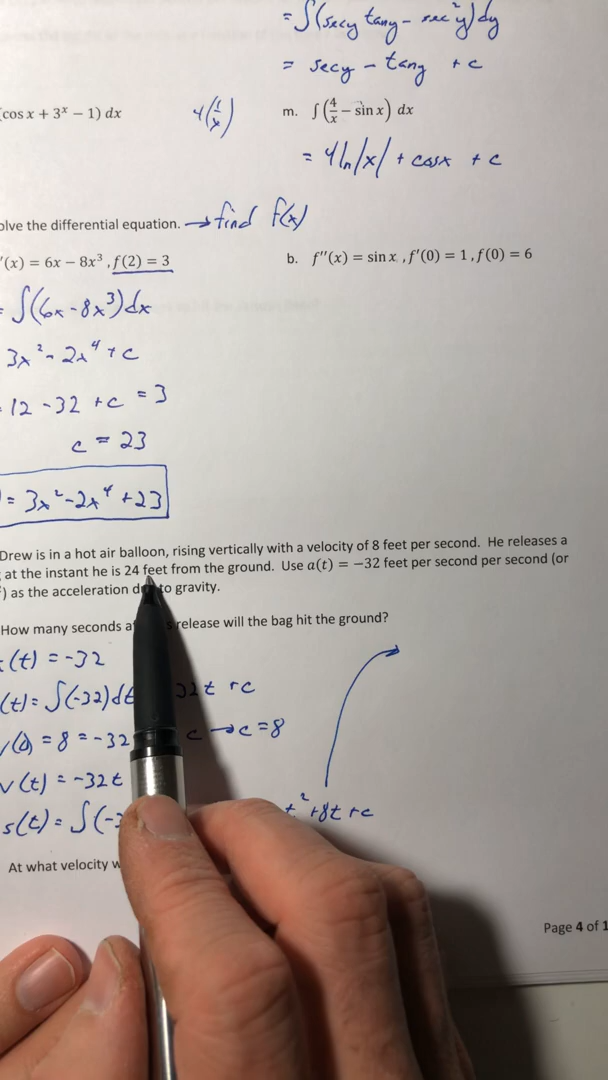 = ∫(secy tany - sec²y)dy
= secy - tany + c
(cos x + 3ˣ − 1) dx
4(1/x)
m. ∫(4/x − sin x) dx
= 4ln|x| + cosx + c
olve the differential equation. → find f(x)
'(x) = 6x − 8x³ , f(2) = 3
b. f''(x) = sin x , f'(0) = 1 , f(0) = 6
= ∫(6x - 8x³)dx
3x² - 2x⁴ + c
= 12 - 32 + c = 3
c = 23
= 3x² - 2x⁴ + 23
Drew is in a hot air balloon, rising vertically with a velocity of 8 feet per second. He releases a
at the instant he is 24 feet from the ground. Use a(t) = −32 feet per second per second (or
) as the acceleration to gravity.
How many seconds release will the bag hit the ground?
(t) = -32
(t) = ∫(-32)dt 32t + c
= 8 = -32 c → c = 8
v(t) = -32t
s(t) = ∫(-3 t² + 8t + c
At what velocity
Page 4 of 1